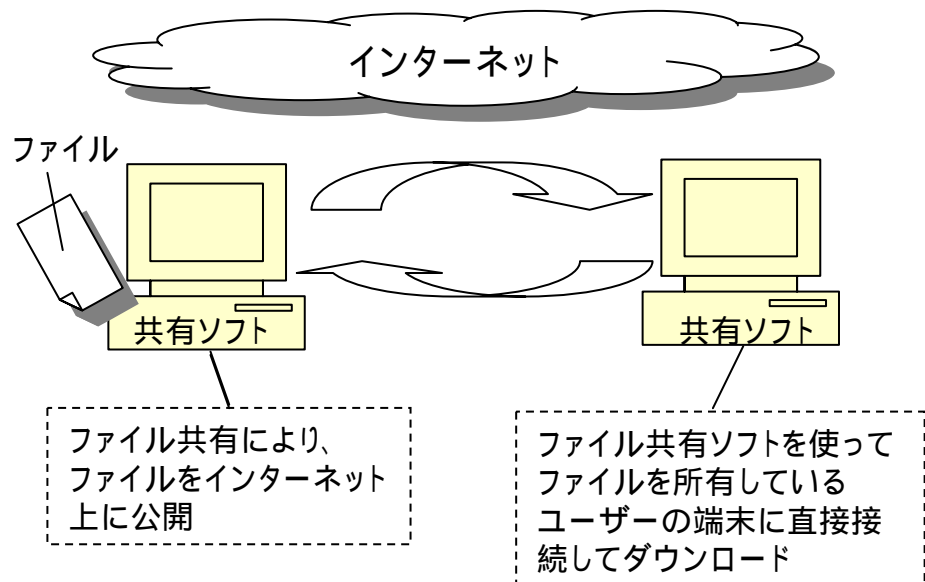 インターネット
ファイル
共有ソフト
共有ソフト
ファイル共有により、
ファイルをインターネット
上に公開
ファイル共有ソフトを使って
ファイルを所有している
ユーザーの端末に直接接
続してダウンロード